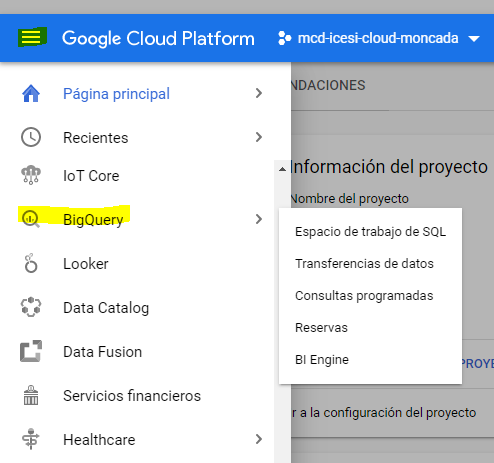 Google Cloud Platform
mcd-icesi-cloud-moncada
Página principal
NDACIONES
Recientes
IoT Core
Información del proyecto
Nombre del proyecto
BigQuery
Espacio de trabajo de SQL
Transferencias de datos
Consultas programadas
Reservas
BI Engine
Looker
Data Catalog
Data Fusion
PROYE
Servicios financieros
r a la configuración del proyecto
Healthcare